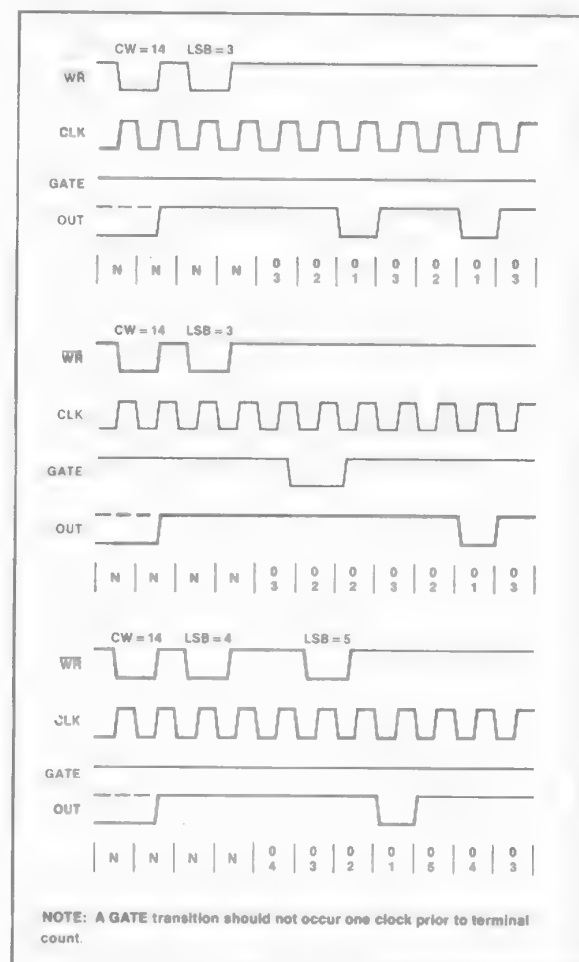 CW = 14 LSB = 3
WR
CLK
GATE
OUT
N N N N 0 0 0 0 0 0 0
3 2 1 3 2 1 3
CW = 14 LSB = 3
WR
CLK
GATE
OUT
N N N N 0 0 0 0 0 0 0
3 2 2 3 2 1 3
CW = 14 LSB = 4 LSB = 5
WR
CLK
GATE
OUT
N N N N 0 0 0 0 0 0 0
4 3 2 1 5 4 3
NOTE: A GATE transition should not occur one clock prior to terminal
count.